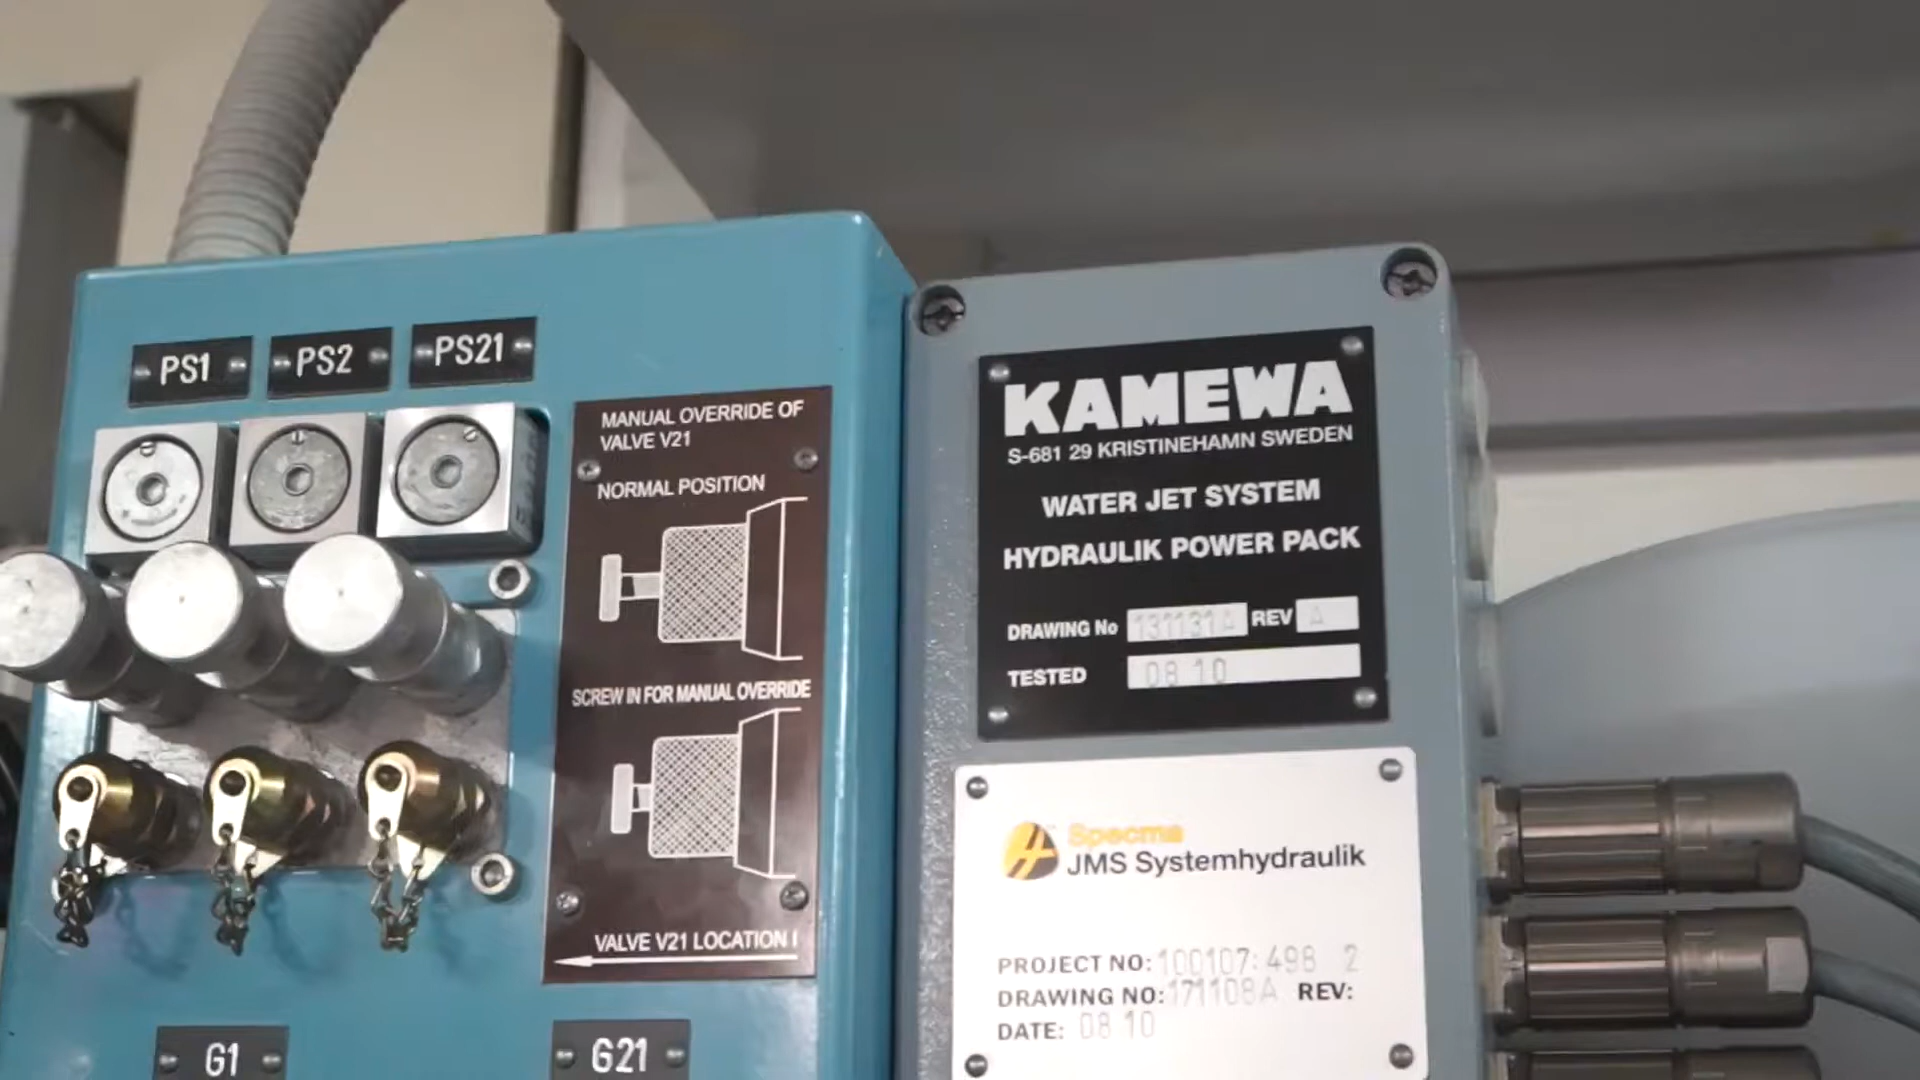 PS1
PS2
PS21
MANUAL OVERRIDE OF
VALVE V21
NORMAL POSITION
SCREW IN FOR MANUAL OVERRIDE
VALVE V21 LOCATION
G1
G21
KAMEWA
S-681 29 KRISTINEHAMN SWEDEN
WATER JET SYSTEM
HYDRAULIK POWER PACK
DRAWING No 131131A REV A
TESTED 08 10
Specma
JMS Systemhydraulik
PROJECT NO: 100107:498 2
DRAWING NO: 171108A REV:
DATE: 08 10